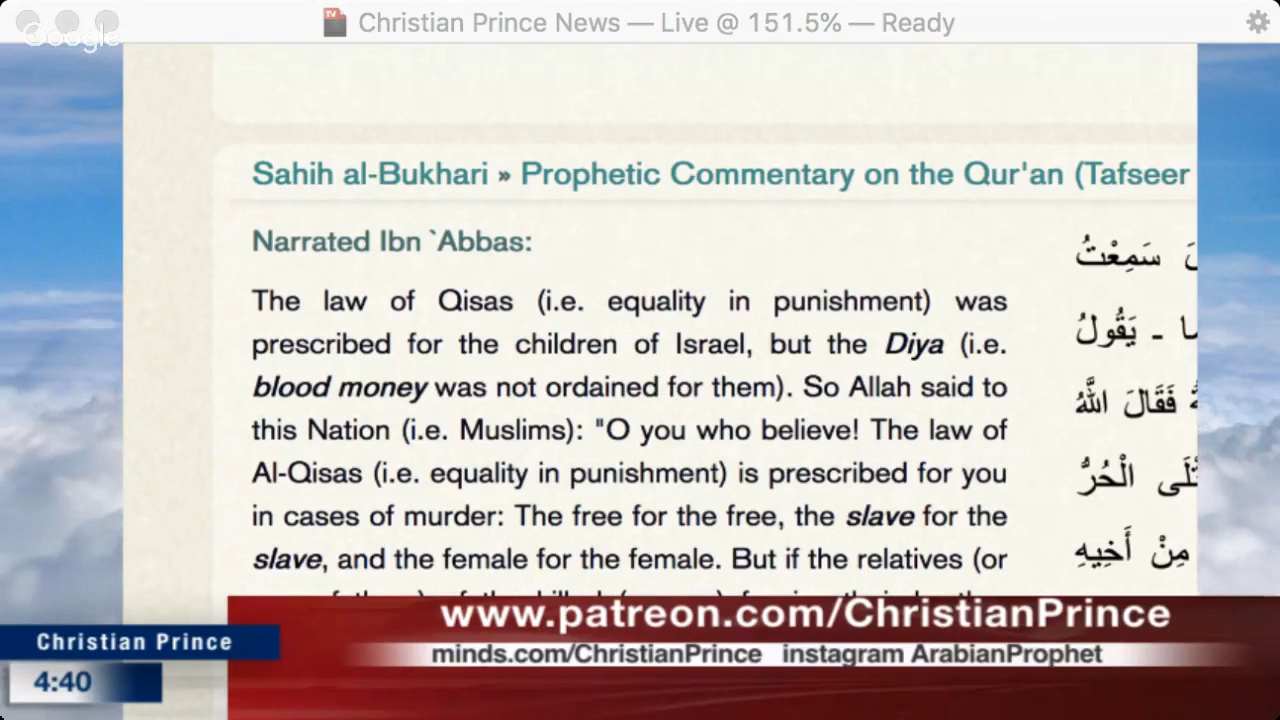 Christian Prince News — Live @ 151.5% — Ready
Google
Sahih al-Bukhari » Prophetic Commentary on the Qur'an (Tafseer
Narrated Ibn `Abbas:
The law of Qisas (i.e. equality in punishment) was
prescribed for the children of Israel, but the Diya (i.e.
blood money was not ordained for them). So Allah said to
this Nation (i.e. Muslims): "O you who believe! The law of
Al-Qisas (i.e. equality in punishment) is prescribed for you
in cases of murder: The free for the free, the slave for the
slave, and the female for the female. But if the relatives (or
سَمِعْتُ
ـ يَقُولُ
فَقَالَ اللَّهُ
الْحُرُّ
مِنْ أَخِيهِ
www.patreon.com/ChristianPrince
minds.com/ChristianPrince instagram ArabianProphet
Christian Prince
4:40